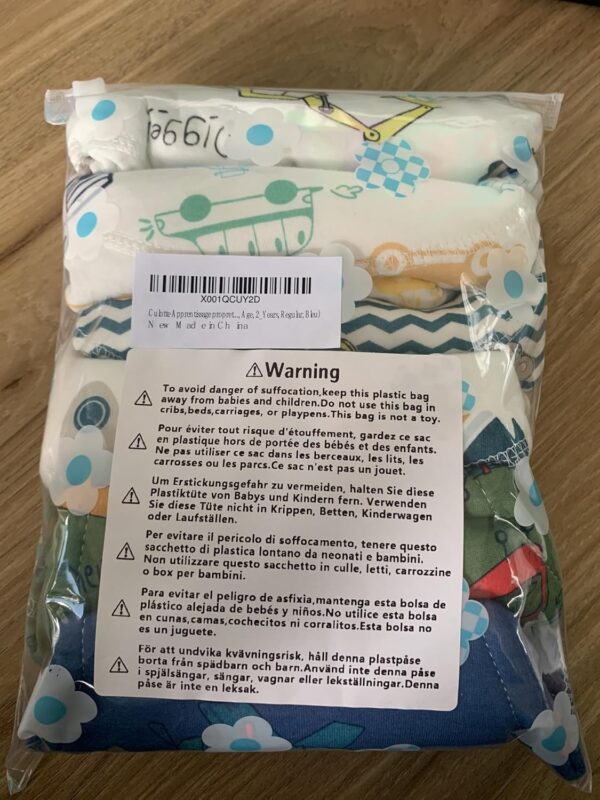 Digger
X001QCUY2D
Culotte Apprentissage propret..., Age, 2_Years, Regular, Bleu)
New Made in China
Warning
To avoid danger of suffocation,keep this plastic bag
away from babies and children.Do not use this bag in
cribs,beds,carriages, or playpens.This bag is not a toy.
Pour éviter tout risque d'étouffement, gardez ce sac
en plastique hors de portée des bébés et des enfants.
Ne pas utiliser ce sac dans les berceaux, les lits, les
carrosses ou les parcs.Ce sac n'est pas un jouet.
Um Erstickungsgefahr zu vermeiden, halten Sie diese
Plastiktüte von Babys und Kindern fern. Verwenden
Sie diese Tüte nicht in Krippen, Betten, Kinderwagen
oder Laufställen.
Per evitare il pericolo di soffocamento, tenere questo
sacchetto di plastica lontano da neonati e bambini.
Non utilizzare questo sacchetto in culle, letti, carrozzine
o box per bambini.
Para evitar el peligro de asfixia,mantenga esta bolsa de
plástico alejada de bebés y niños.No utilice esta bolsa
en cunas,camas,cochecitos ni corralitos.Esta bolsa no
es un juguete.
För att undvika kvävningsrisk, håll denna plastpåse
borta från spädbarn och barn.Använd inte denna påse
i spjälsängar, sängar, vagnar eller lekställningar.Denna
påse är inte en leksak.